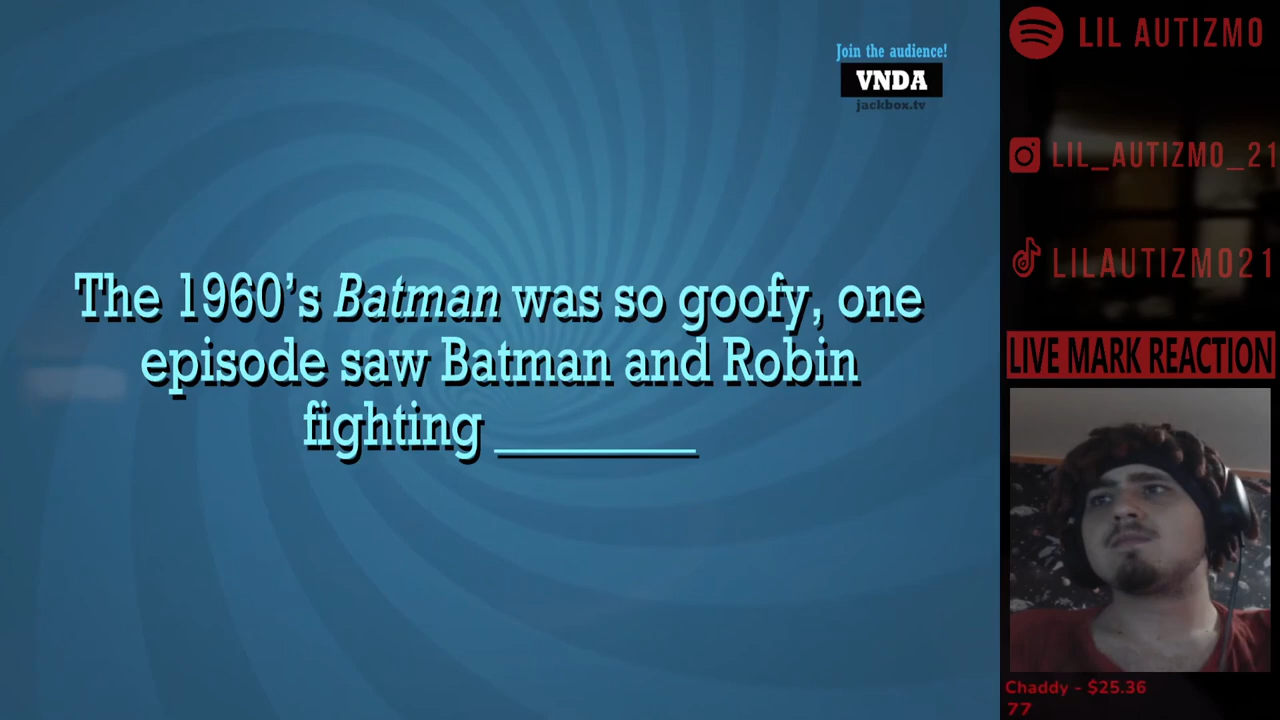 Join the audience!
VNDA
jackbox.tv
The 1960’s Batman was so goofy, one
episode saw Batman and Robin
fighting ________
LIL AUTIZMO
LIL_AUTIZMO_21
LILAUTIZMO21
LIVE MARK REACTION
Chaddy - $25.36
77